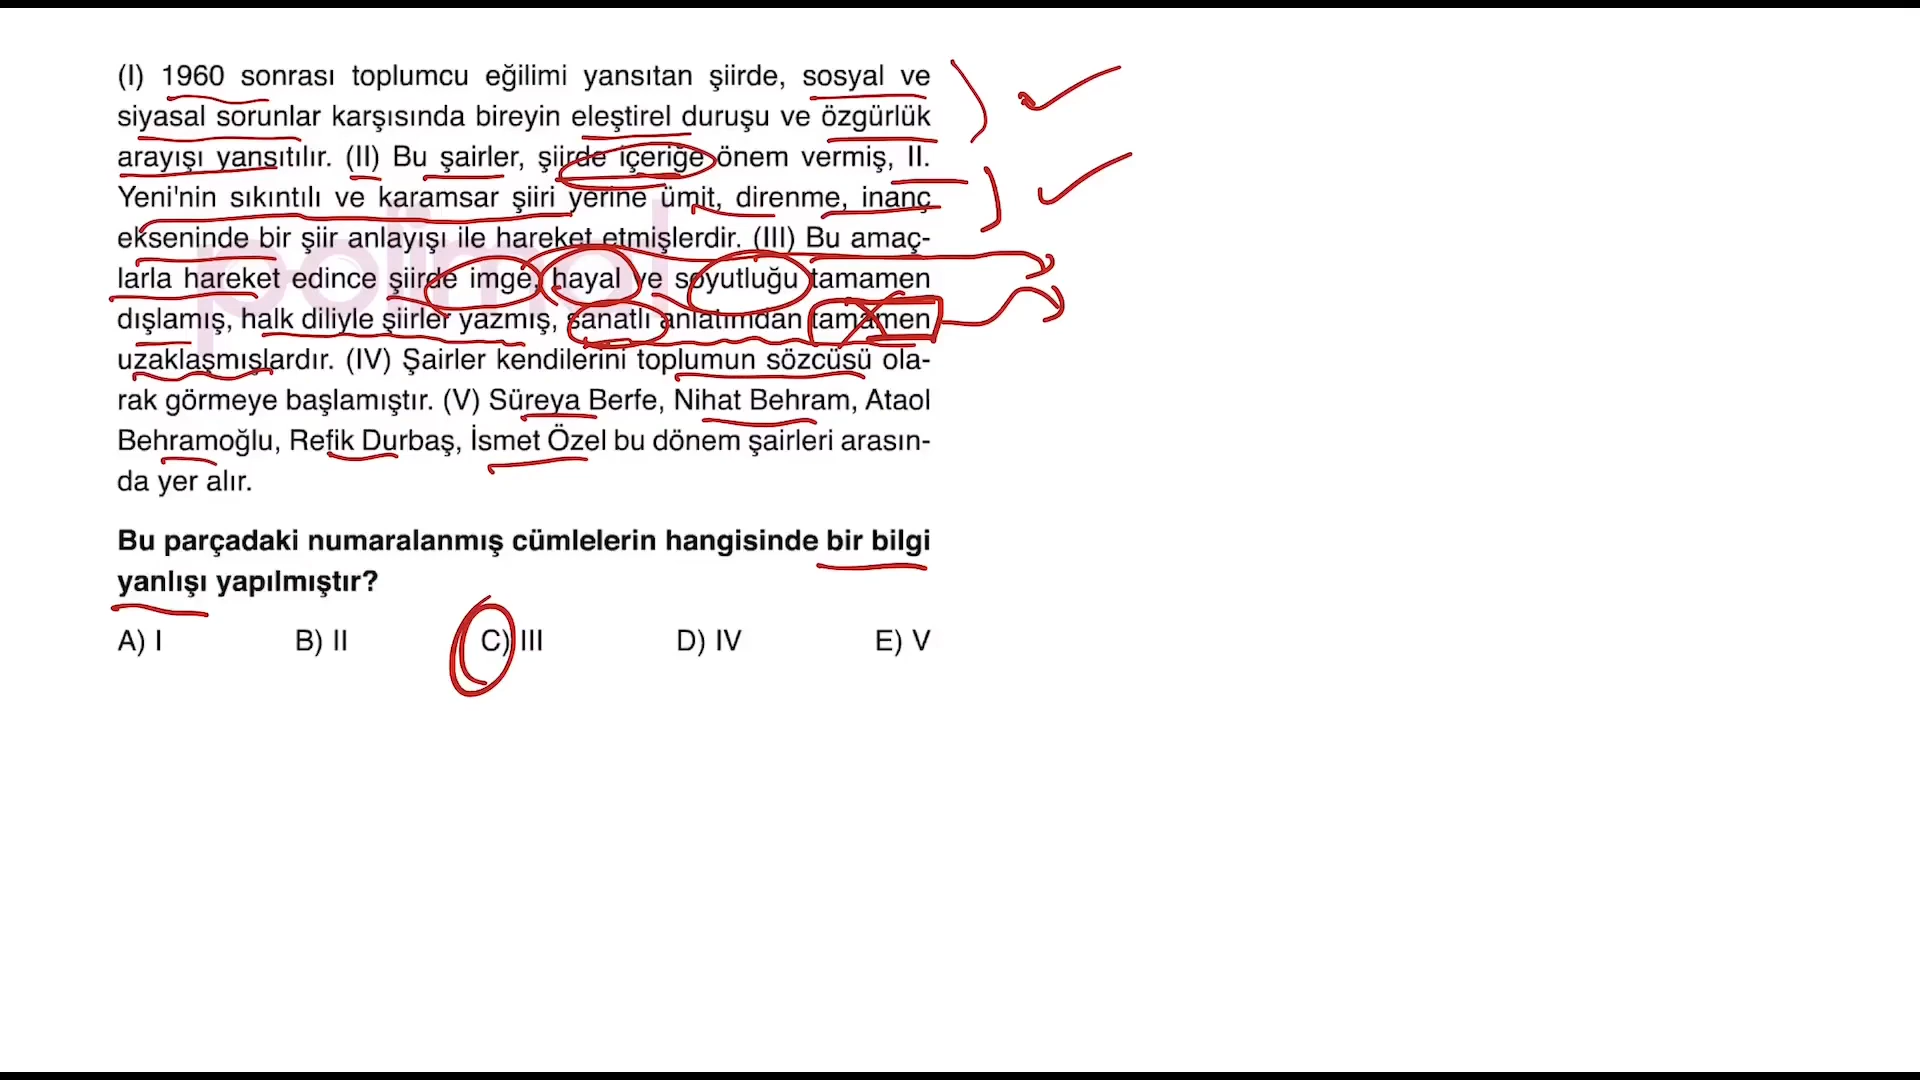 (I) 1960 sonrası toplumcu eğilimi yansıtan şiirde, sosyal ve
siyasal sorunlar karşısında bireyin eleştirel duruşu ve özgürlük
arayışı yansıtılır. (II) Bu şairler, şiirde içeriğe önem vermiş, II.
Yeni'nin sıkıntılı ve karamsar şiiri yerine ümit, direnme, inanç
ekseninde bir şiir anlayışı ile hareket etmişlerdir. (III) Bu amaç-
larla hareket edince şiirde imge, hayal ve soyutluğu tamamen
dışlamış, halk diliyle şiirler yazmış, sanatlı anlatımdan tamamen
uzaklaşmışlardır. (IV) Şairler kendilerini toplumun sözcüsü ola-
rak görmeye başlamıştır. (V) Süreya Berfe, Nihat Behram, Ataol
Behramoğlu, Refik Durbaş, İsmet Özel bu dönem şairleri arasın-
da yer alır.
Bu parçadaki numaralanmış cümlelerin hangisinde bir bilgi
yanlışı yapılmıştır?
A) I B) II C) III D) IV E) V